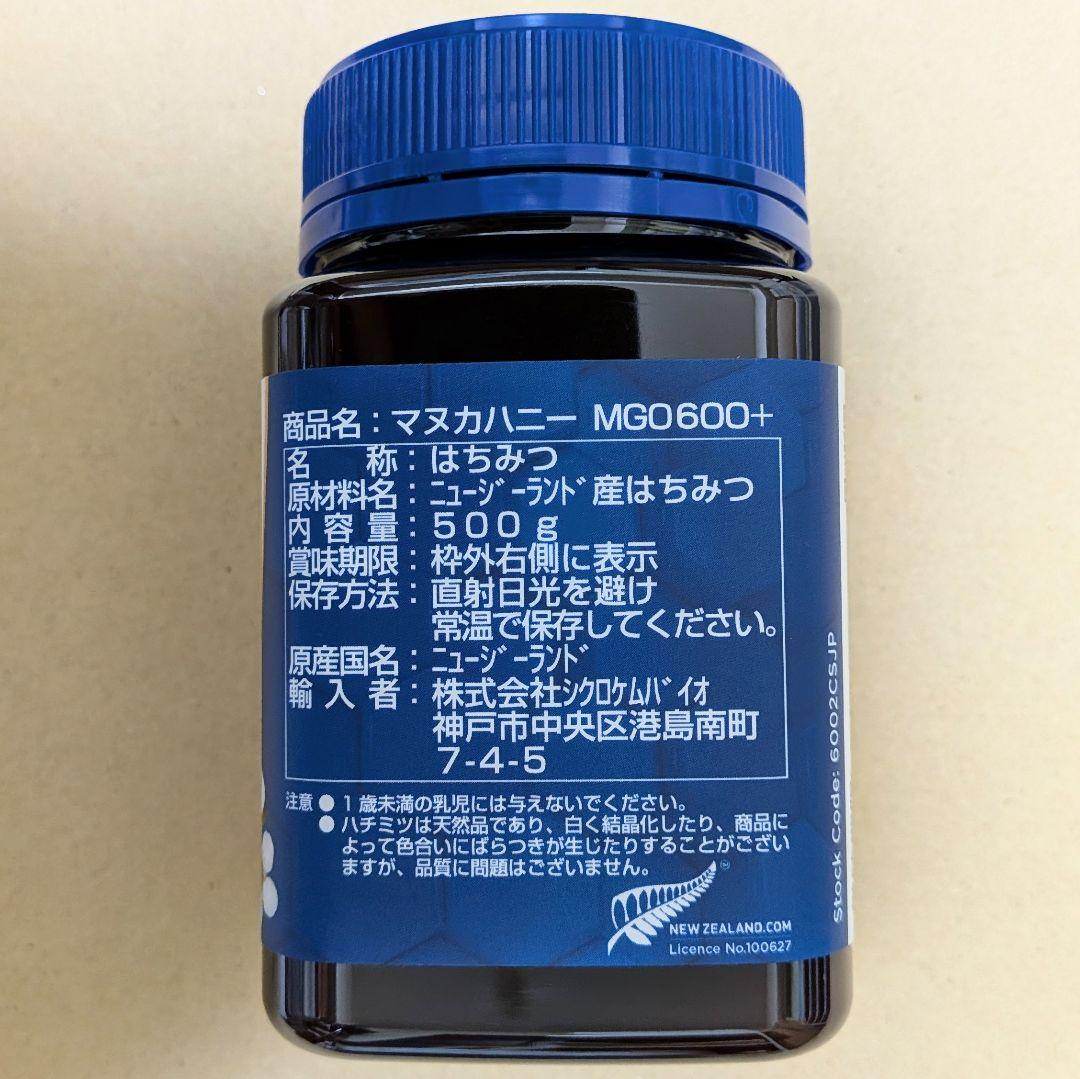 商品名：マヌカハニー MGO600+
名称：はちみつ
原材料名：ﾆｭｰｼﾞｰﾗﾝﾄﾞ産はちみつ
内容量：５００ｇ
賞味期限：枠外右側に表示
保存方法：直射日光を避け
常温で保存してください。
原産国名：ﾆｭｰｼﾞｰﾗﾝﾄﾞ
輸入者：株式会社ｼｸﾛｹﾑﾊﾞｲｵ
神戸市中央区港島南町
7-4-5
注意 ● 1歳未満の乳児には与えないでください。
● ハチミツは天然品であり、白く結晶化したり、商品に
よって色合いにばらつきが生じたりすることがござい
ますが、品質に問題はございません。
NEW ZEALAND.COM
Licence No.100627
Stock Code: 6002CSJP